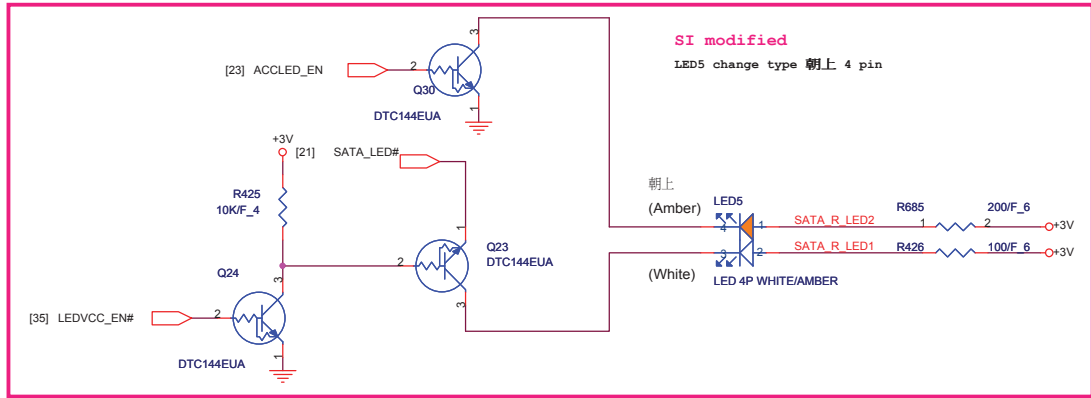 SI modified
LED5 change type 朝上 4 pin
3
[23] ACCLED_EN
2
Q30
1
DTC144EUA
+3V
[21] SATA_LED#
R425
10K/F_4
朝上
(Amber)
LED5
4
1
SATA_R_LED2
R685
1
2
200/F_6
+3V
1
Q23
DTC144EUA
2
3
3
2
SATA_R_LED1
R426
100/F_6
+3V
(White)
LED 4P WHITE/AMBER
Q24
3
[35] LEDVCC_EN#
2
1
DTC144EUA